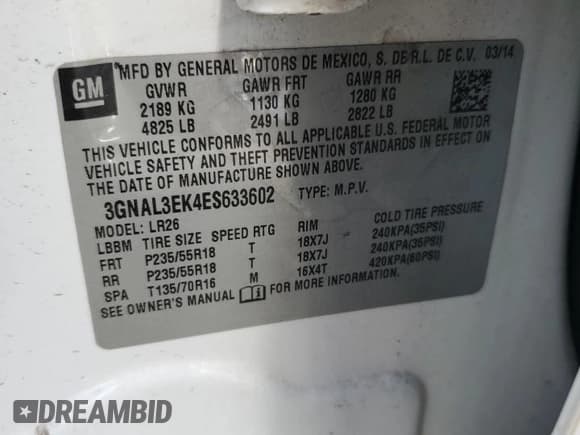 GM
MFD BY GENERAL MOTORS DE MEXICO, S. DE R.L. DE C.V. 03/14
GVWR GAWR FRT GAWR RR
2189 KG 1130 KG 1280 KG
4825 LB 2491 LB 2822 LB
THIS VEHICLE CONFORMS TO ALL APPLICABLE U.S. FEDERAL MOTOR
VEHICLE SAFETY AND THEFT PREVENTION STANDARDS IN EFFECT ON
THE DATE OF MANUFACTURE SHOWN ABOVE.
3GNAL3EK4ES633602 TYPE: M.P.V.
MODEL: LR26
LBBM TIRE SIZE SPEED RTG RIM COLD TIRE PRESSURE
FRT P235/55R18 T 18X7J 240KPA(35PSI)
RR P235/55R18 T 18X7J 240KPA(35PSI)
SPA T135/70R16 M 16X4T 420KPA(60PSI)
SEE OWNER'S MANUAL FOR MORE INFORMATION.
DREAMBID